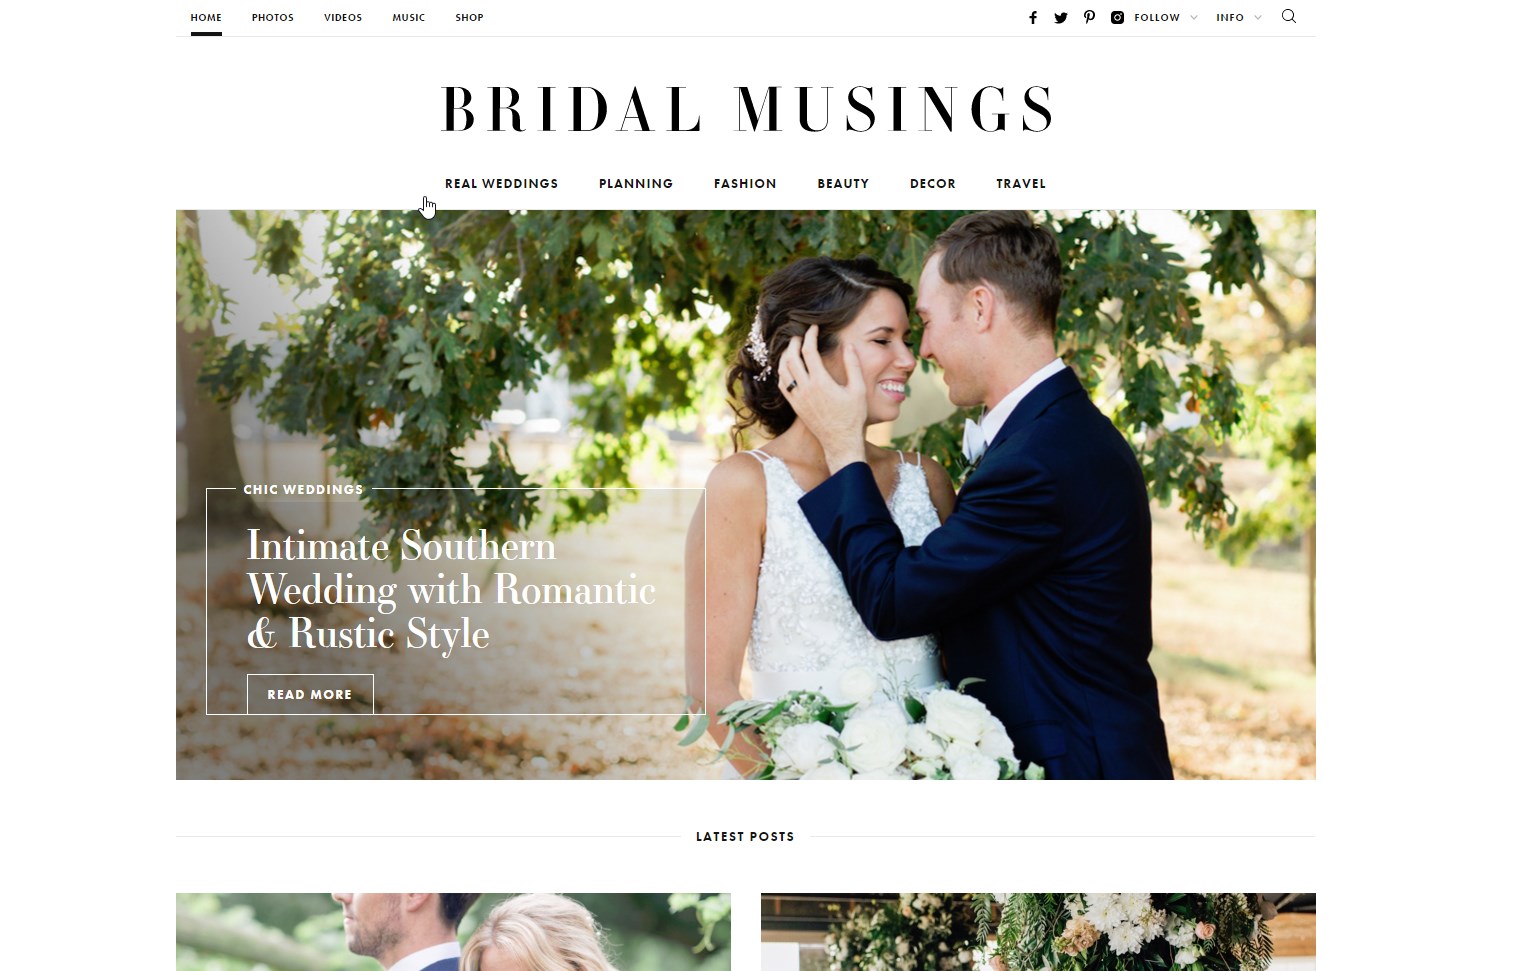 HOME PHOTOS VIDEOS MUSIC SHOP FOLLOW INFO
BRIDAL MUSINGS
REAL WEDDINGS PLANNING FASHION BEAUTY DECOR TRAVEL
CHIC WEDDINGS
Intimate Southern
Wedding with Romantic
& Rustic Style
READ MORE
LATEST POSTS